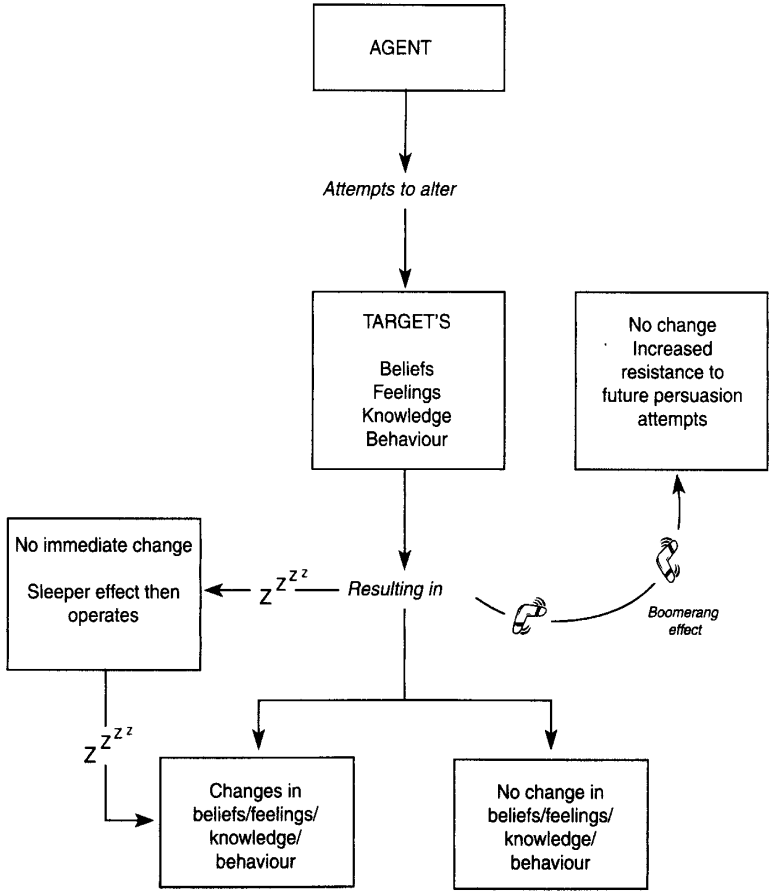 AGENT
Attempts to alter
TARGET'S
Beliefs
Feelings
Knowledge
Behaviour
No change
Increased
resistance to
future persuasion
attempts
No immediate change
Sleeper effect then
operates
z z z z
Resulting in
Boomerang
effect
z z z z
Changes in
beliefs/feelings/
knowledge/
behaviour
No change in
beliefs/feelings/
knowledge/
behaviour